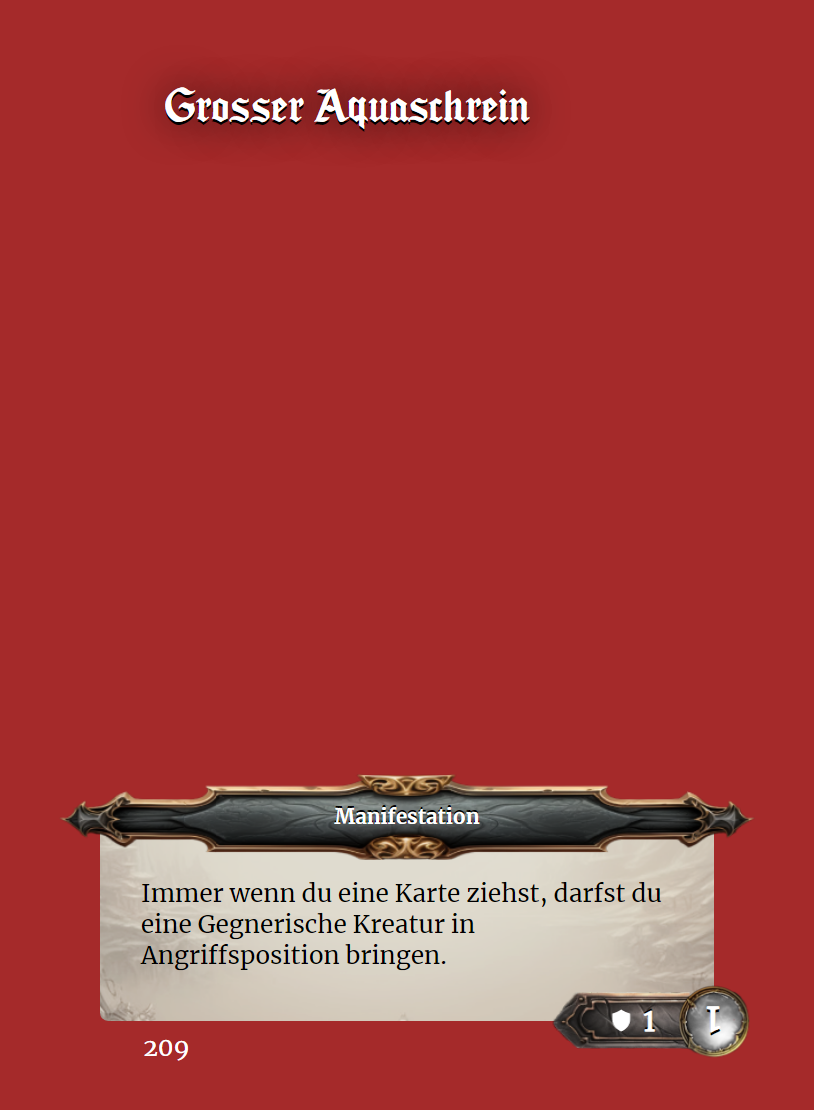 Grosser Aquaschrein
Manifestation
Immer wenn du eine Karte ziehst, darfst du
eine Gegnerische Kreatur in
Angriffsposition bringen.
1
1
209